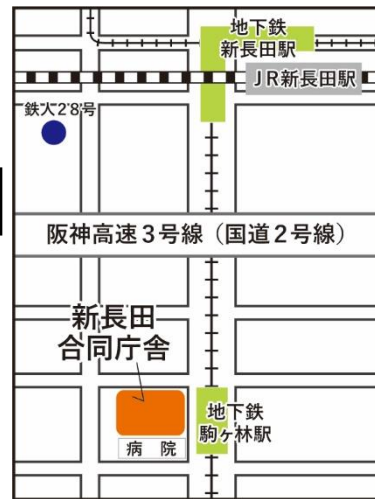 地下鉄
新長田駅
JR新長田駅
鉄人28号
阪神高速3号線（国道2号線）
新長田
合同庁舎
地下鉄
駒ヶ林駅
病 院